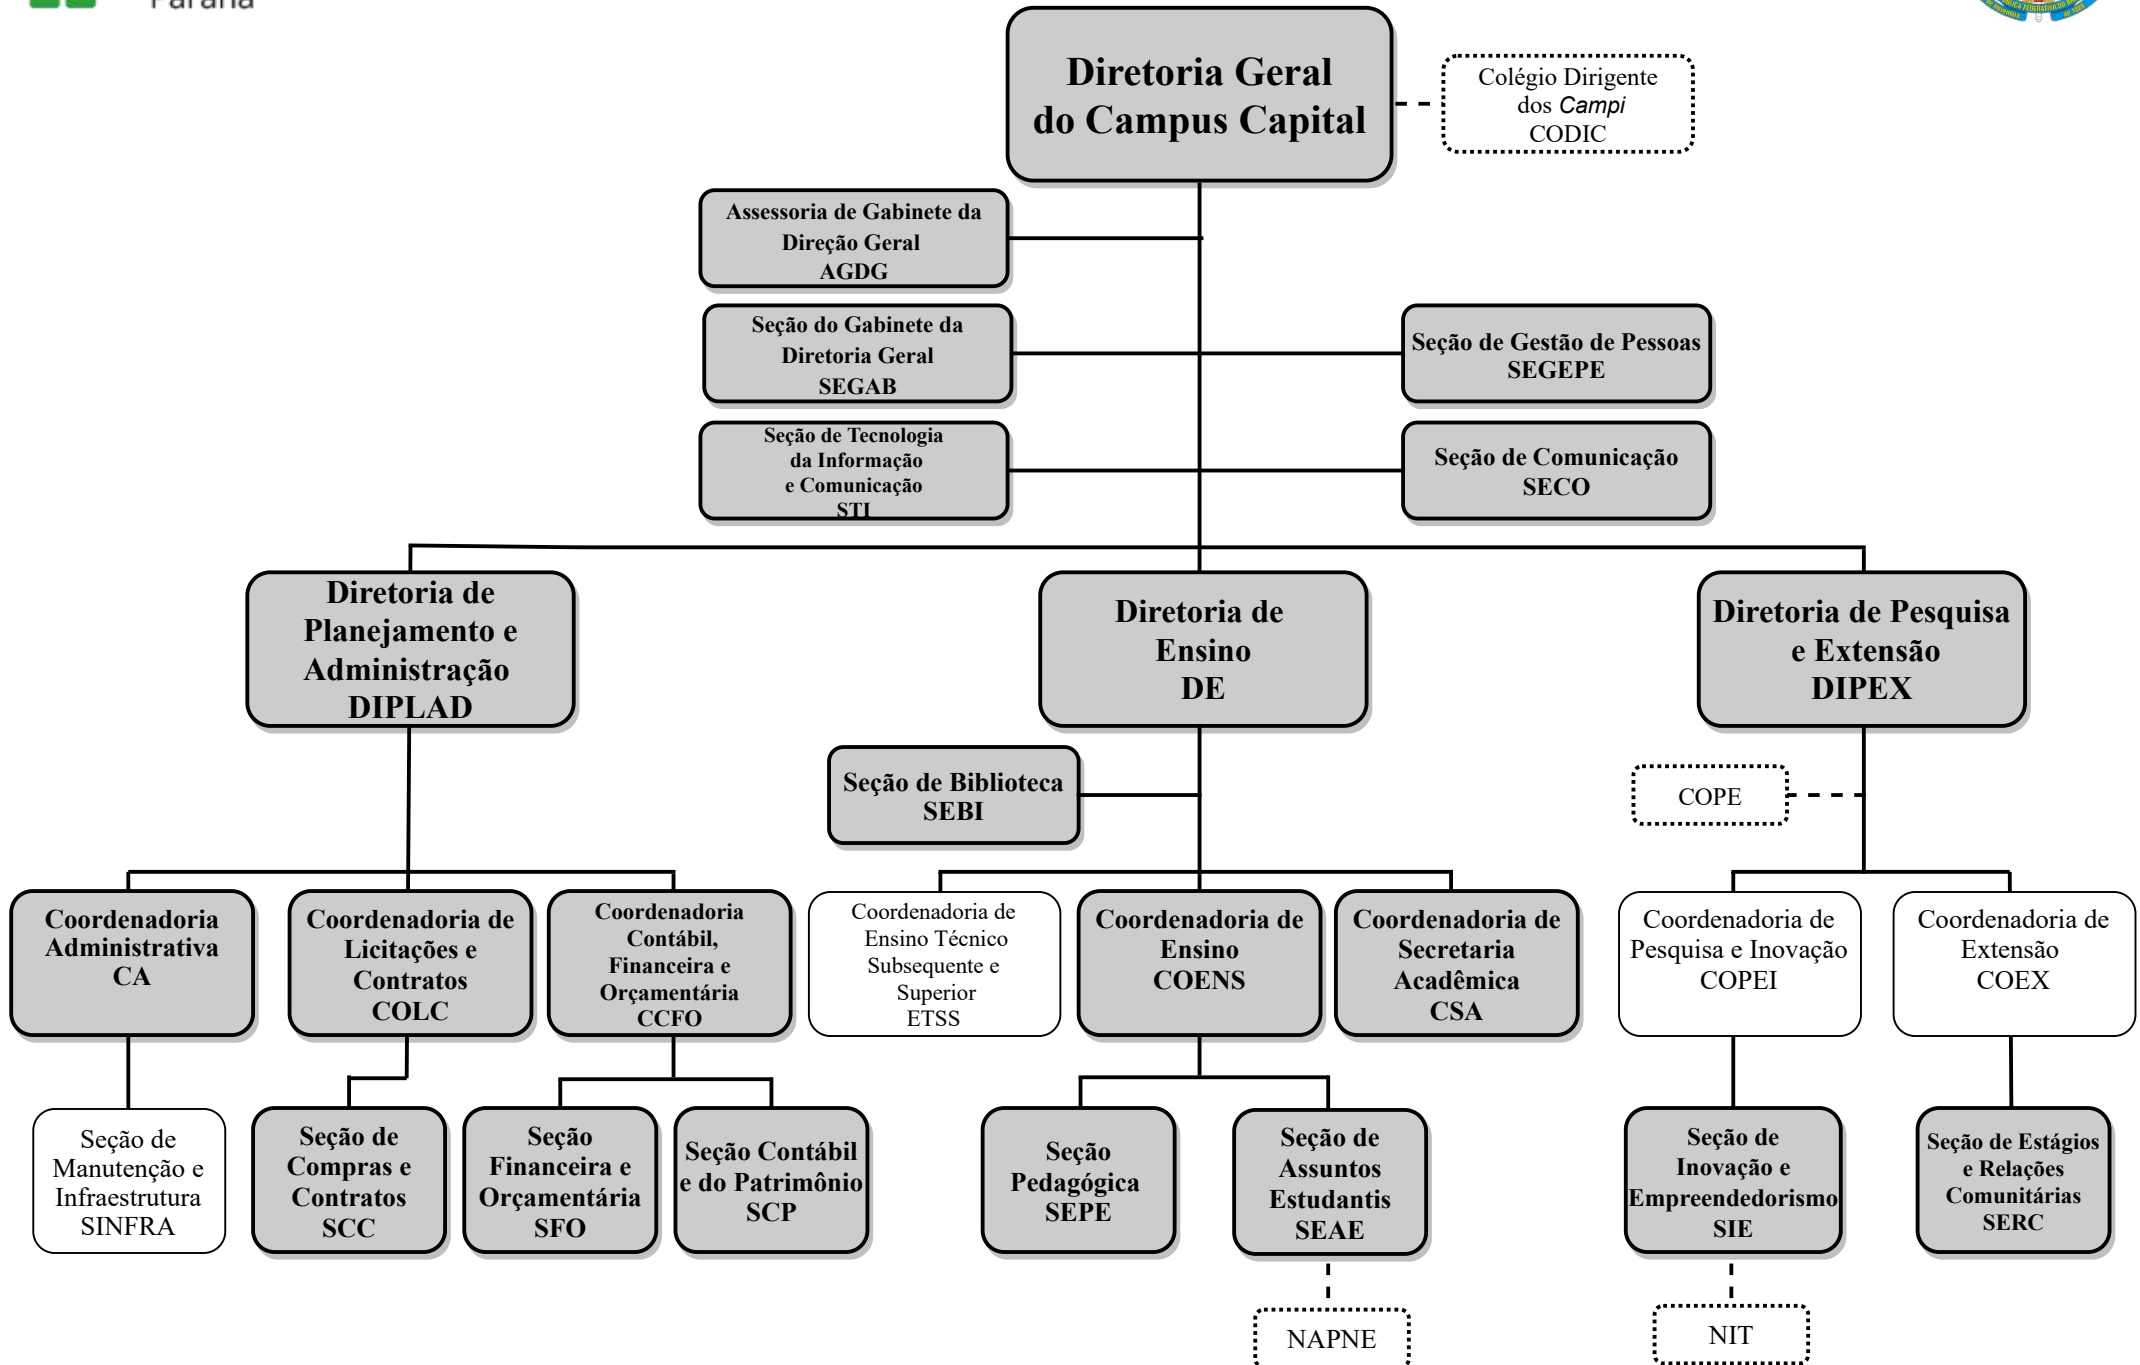 Paraná
Diretoria Geral
do Campus Capital
Colégio Dirigente
dos Campi
CODIC
Assessoria de Gabinete da
Direção Geral
AGDG
Seção do Gabinete da
Diretoria Geral
SEGAB
Seção de Gestão de Pessoas
SEGEPE
Seção de Tecnologia
da Informação
e Comunicação
STI
Seção de Comunicação
SECO
Diretoria de
Planejamento e
Administração
DIPLAD
Diretoria de
Ensino
DE
Diretoria de Pesquisa
e Extensão
DIPEX
Seção de Biblioteca
SEBI
COPE
Coordenadoria
Administrativa
CA
Coordenadoria de
Licitações e
Contratos
COLC
Coordenadoria
Contábil,
Financeira e
Orçamentária
CCFO
Coordenadoria de
Ensino Técnico
Subsequente e
Superior
ETSS
Coordenadoria de
Ensino
COENS
Coordenadoria de
Secretaria
Acadêmica
CSA
Coordenadoria de
Pesquisa e Inovação
COPEI
Coordenadoria de
Extensão
COEX
Seção de
Manutenção e
Infraestrutura
SINFRA
Seção de
Compras e
Contratos
SCC
Seção
Financeira e
Orçamentária
SFO
Seção Contábil
e do Patrimônio
SCP
Seção
Pedagógica
SEPE
Seção de
Assuntos
Estudantis
SEAE
Seção de
Inovação e
Empreendedorismo
SIE
Seção de Estágios
e Relações
Comunitárias
SERC
NAPNE
NIT